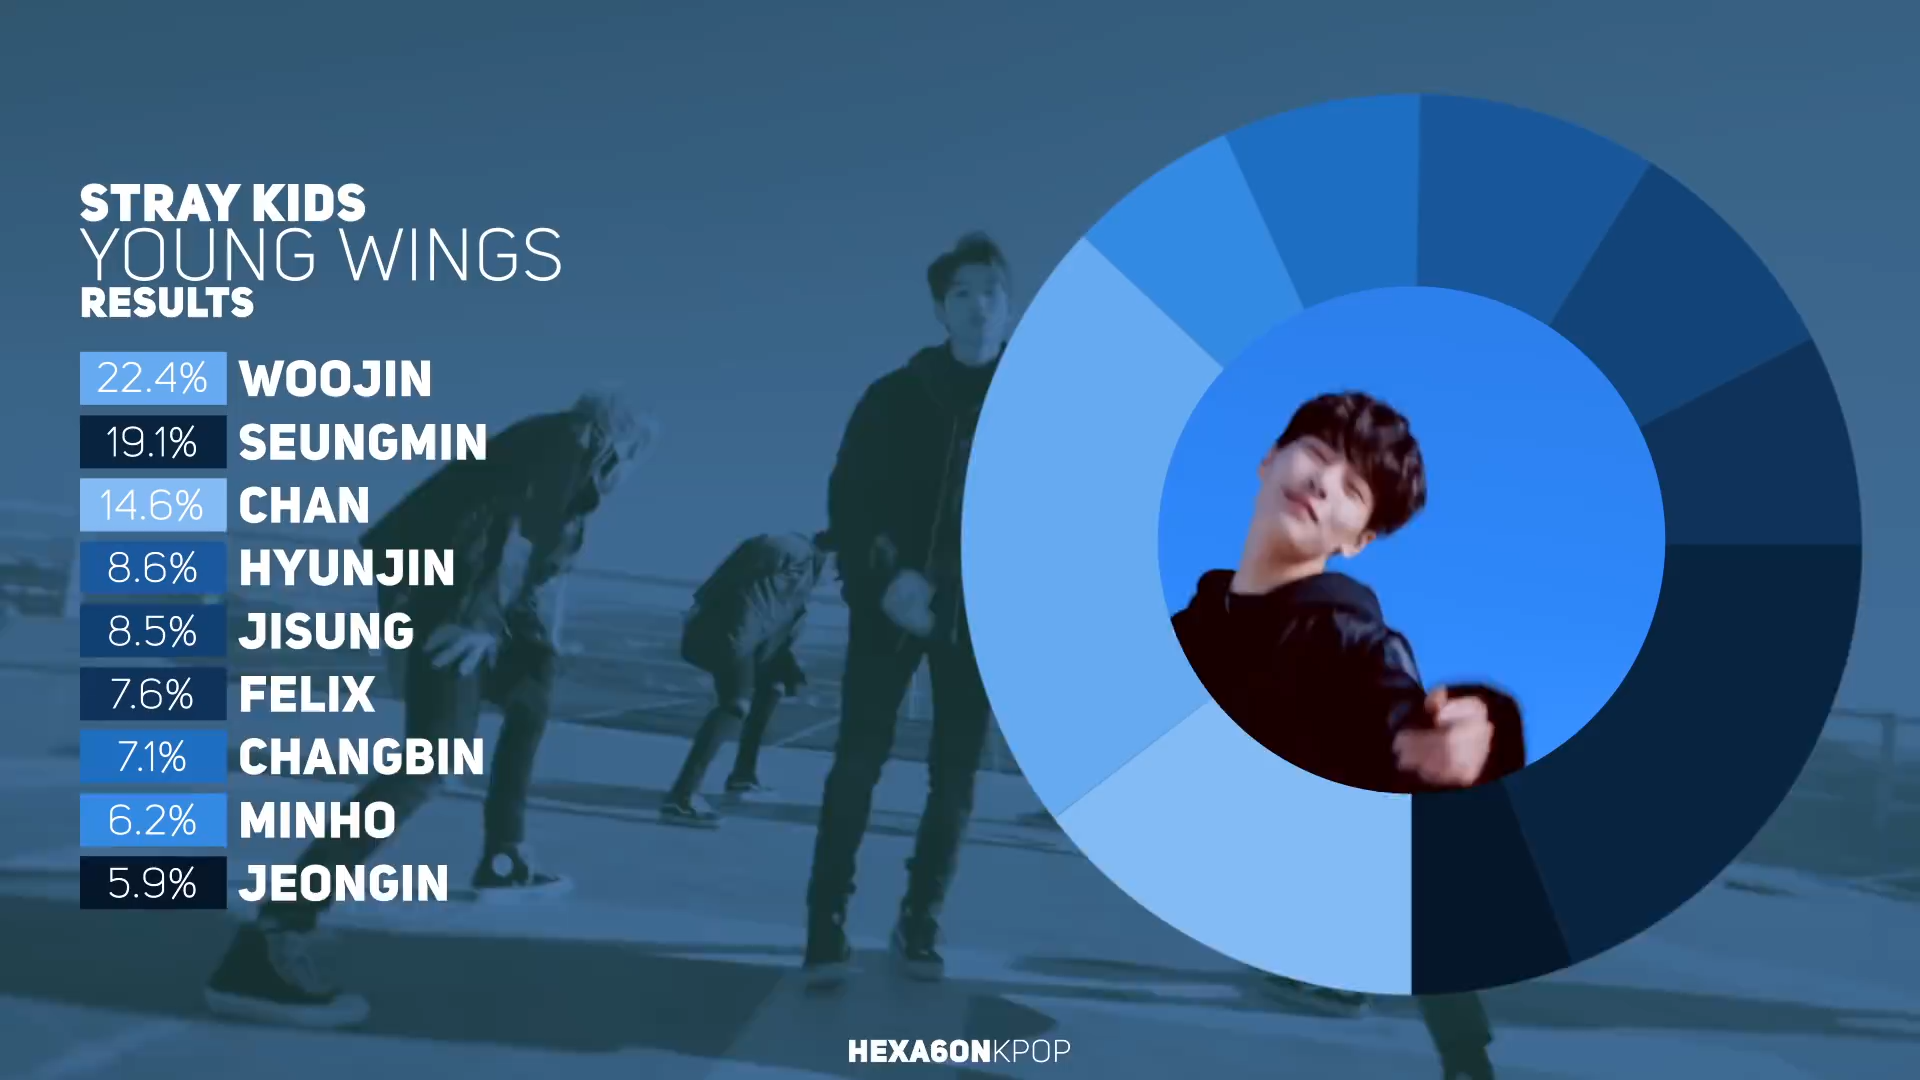 STRAY KIDS
YOUNG WINGS
RESULTS
22.4% WOOJIN
19.1% SEUNGMIN
14.6% CHAN
8.6% HYUNJIN
8.5% JISUNG
7.6% FELIX
7.1% CHANGBIN
6.2% MINHO
5.9% JEONGIN
HEXA6ONKPOP